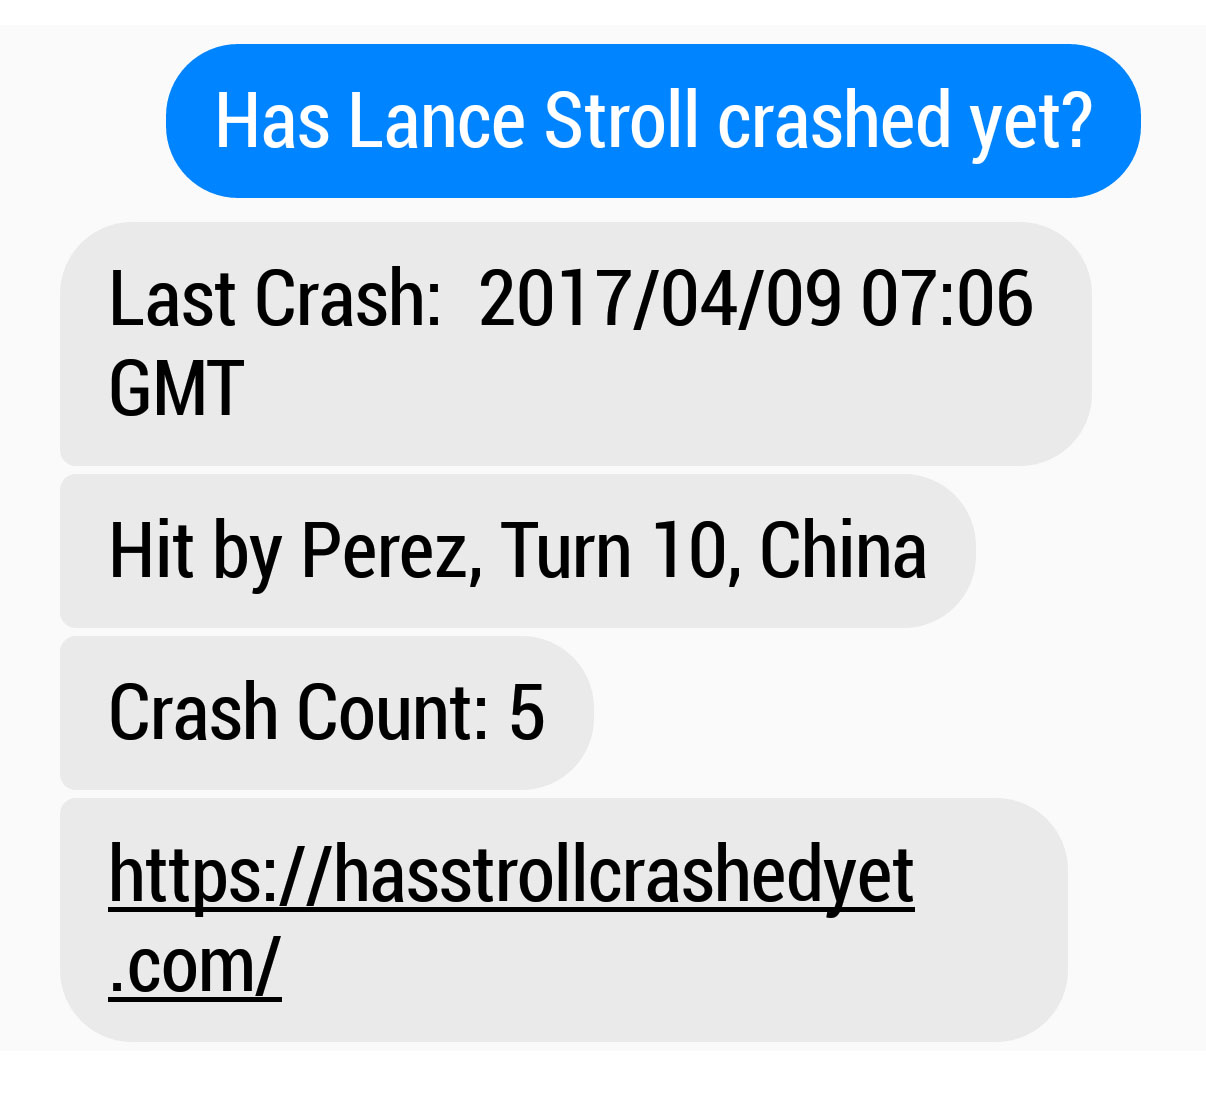 Has Lance Stroll crashed yet?
Last Crash:  2017/04/09 07:06
GMT
Hit by Perez, Turn 10, China
Crash Count: 5
https://hasstrollcrashedyet
.com/